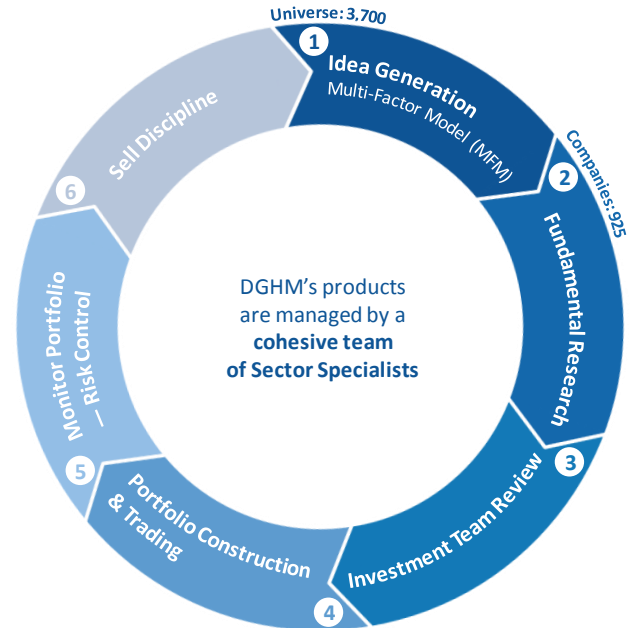 Universe: 3,700
1
Idea Generation
Multi-Factor Model (MFM)
Companies: 925
2
Fundamental Research
3
Investment Team Review
4
Portfolio Construction
& Trading
5
Monitor Portfolio
— Risk Control
6
Sell Discipline
DGHM’s products
are managed by a
cohesive team
of Sector Specialists